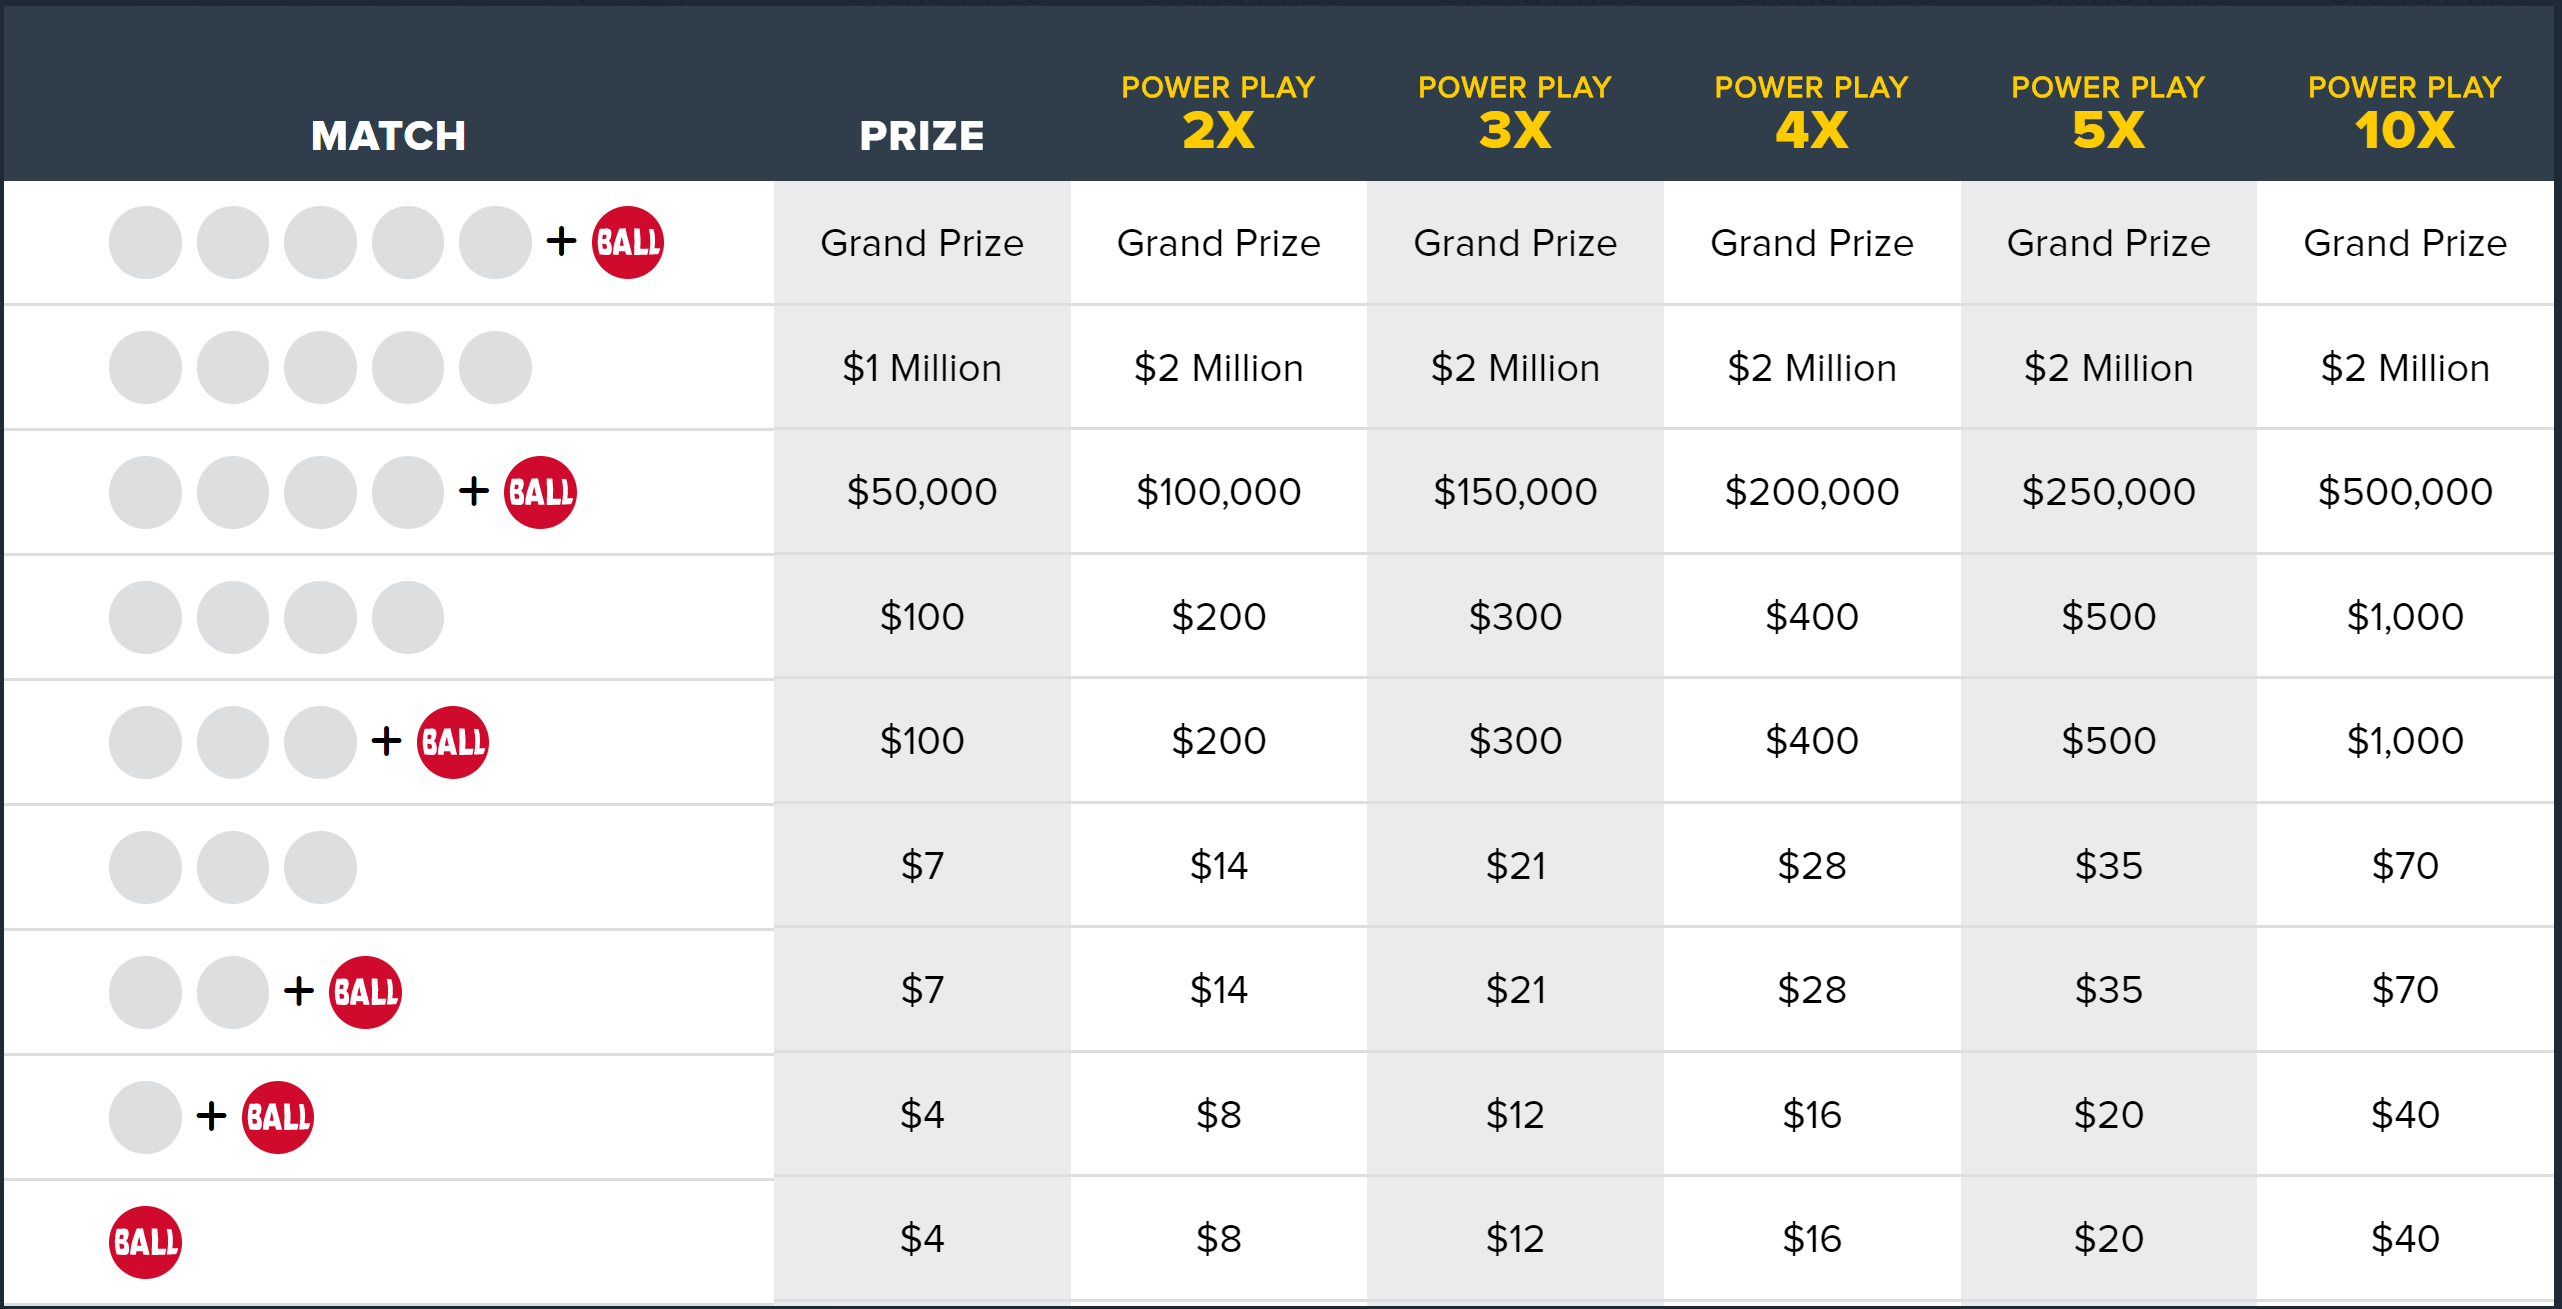 POWER PLAY POWER PLAY POWER PLAY POWER PLAY POWER PLAY
MATCH PRIZE 2X 3X 4X 5X 10X
+ BALL Grand Prize Grand Prize Grand Prize Grand Prize Grand Prize Grand Prize
$1 Million $2 Million $2 Million $2 Million $2 Million $2 Million
+ BALL $50,000 $100,000 $150,000 $200,000 $250,000 $500,000
$100 $200 $300 $400 $500 $1,000
+ BALL $100 $200 $300 $400 $500 $1,000
$7 $14 $21 $28 $35 $70
+ BALL $7 $14 $21 $28 $35 $70
+ BALL $4 $8 $12 $16 $20 $40
BALL $4 $8 $12 $16 $20 $40